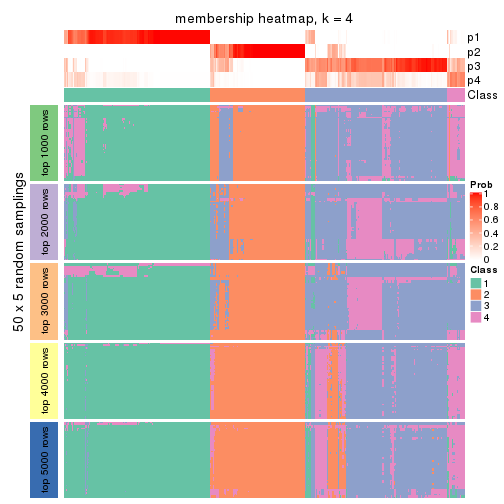 membership heatmap, k = 4
p1
p2
p3
p4
Class
50 x 5 random samplings
top 1000 rows
top 2000 rows
top 3000 rows
top 4000 rows
top 5000 rows
Prob
1
0.8
0.6
0.4
0.2
0
Class
1
2
3
4